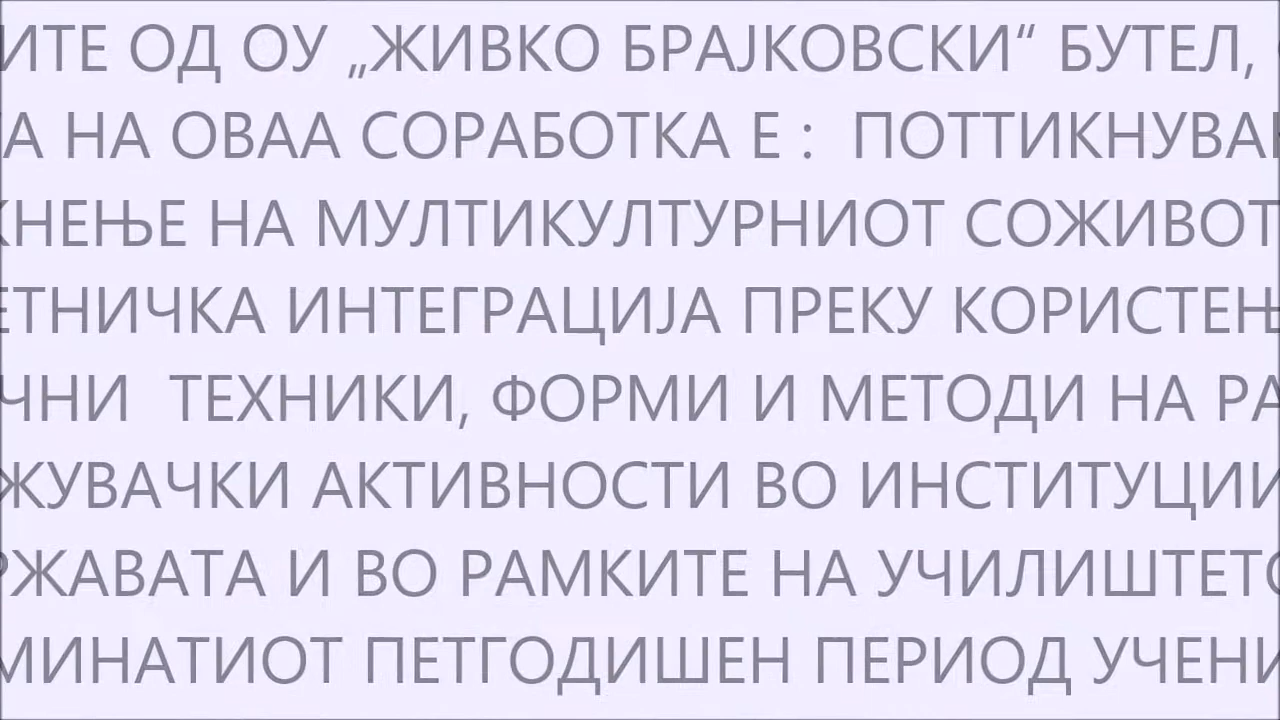 ИТЕ ОД ОУ „ЖИВКО БРАЈКОВСКИ“ БУТЕЛ,
А НА ОВАА СОРАБОТКА Е : ПОТТИКНУВА
КНЕЊЕ НА МУЛТИКУЛТУРНИОТ СОЖИВОТ
ЕТНИЧКА ИНТЕГРАЦИЈА ПРЕКУ КОРИСТЕЊ
ЧНИ ТЕХНИКИ, ФОРМИ И МЕТОДИ НА РА
ЖУВАЧКИ АКТИВНОСТИ ВО ИНСТИТУЦИИ
РЖАВАТА И ВО РАМКИТЕ НА УЧИЛИШТЕТО
МИНАТИОТ ПЕТГОДИШЕН ПЕРИОД УЧЕНИ